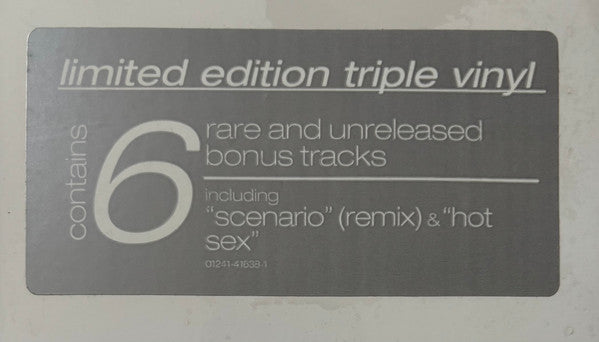 limited edition triple vinyl
contains
6
rare and unreleased
bonus tracks
including
“scenario” (remix) & “hot
sex”
01241-41638-1